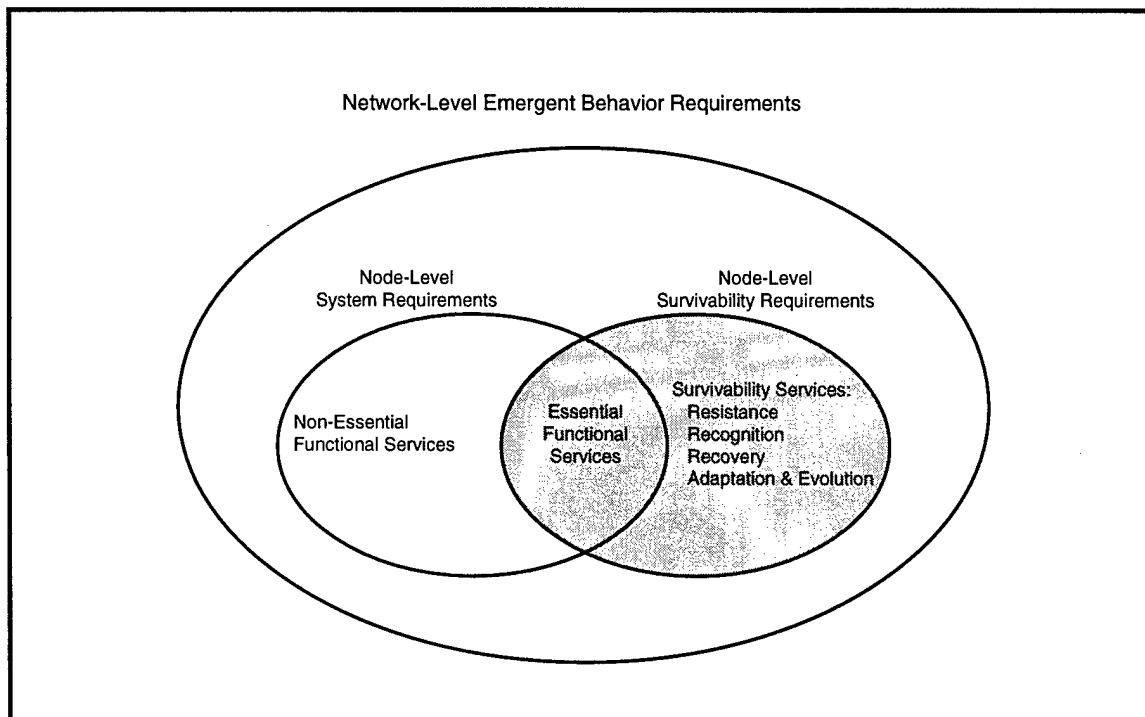 Network-Level Emergent Behavior Requirements
Node-Level
System Requirements
Node-Level
Survivability Requirements
Non-Essential
Functional Services
Essential
Functional
Services
Survivability Services:
Resistance
Recognition
Recovery
Adaptation & Evolution